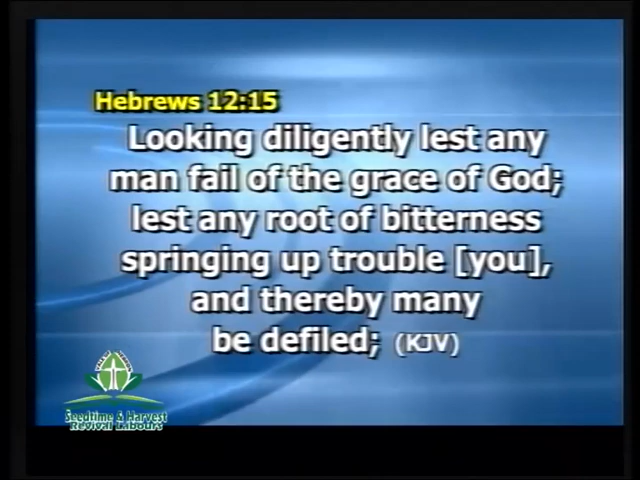 Hebrews 12:15
Looking diligently lest any
man fail of the grace of God;
lest any root of bitterness
springing up trouble [you],
and thereby many
be defiled; (KJV)
Seedtime & Harvest
Revival Labours